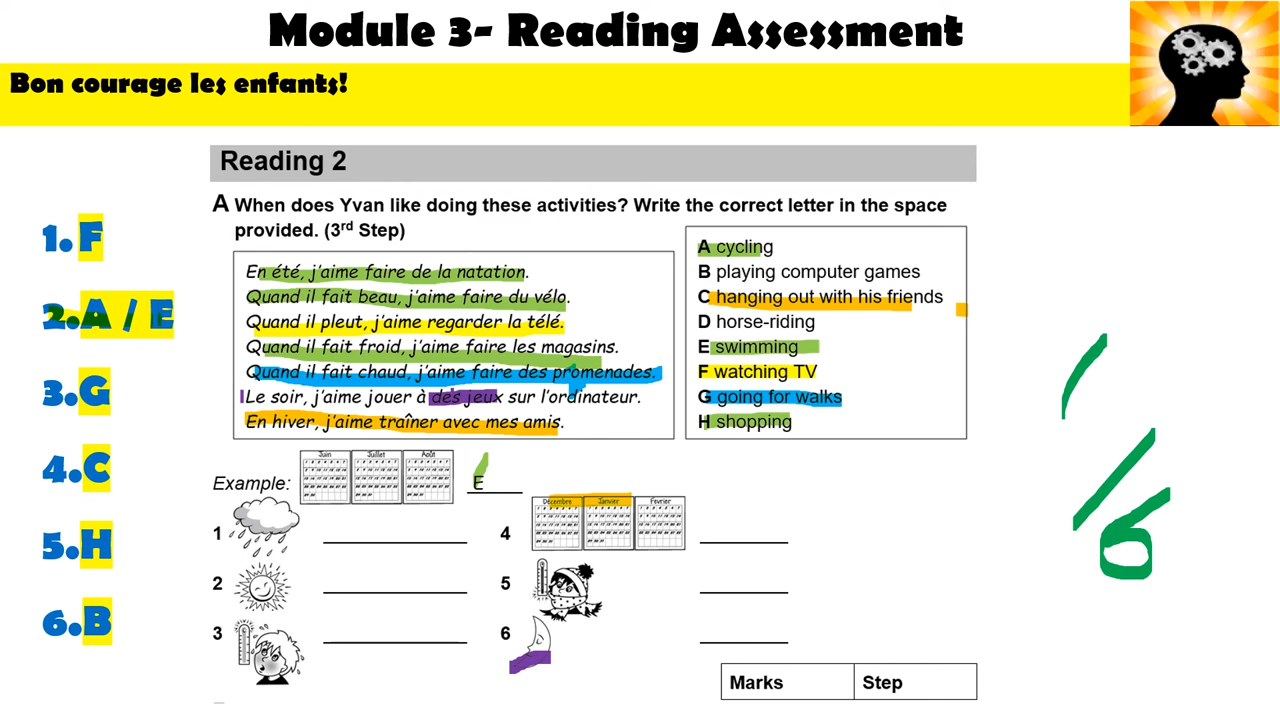 Module 3- Reading Assessment
Bon courage les enfants!
Reading 2
A When does Yvan like doing these activities? Write the correct letter in the space
provided. (3rd Step)
En été, j'aime faire de la natation.
Quand il fait beau, j'aime faire du vélo.
Quand il pleut, j'aime regarder la télé.
Quand il fait froid, j'aime faire les magasins.
Quand il fait chaud, j'aime faire des promenades.
Le soir, j'aime jouer à des jeux sur l'ordinateur.
En hiver, j'aime traîner avec mes amis.
A cycling
B playing computer games
C hanging out with his friends
D horse-riding
E swimming
F watching TV
G going for walks
H shopping
1. F
2. A / E
3. G
4. C
5. H
6. B
Example:
Juin Juillet Août
E
1
2
3
4
Décembre Janvier Février
5
6
Marks Step
/6